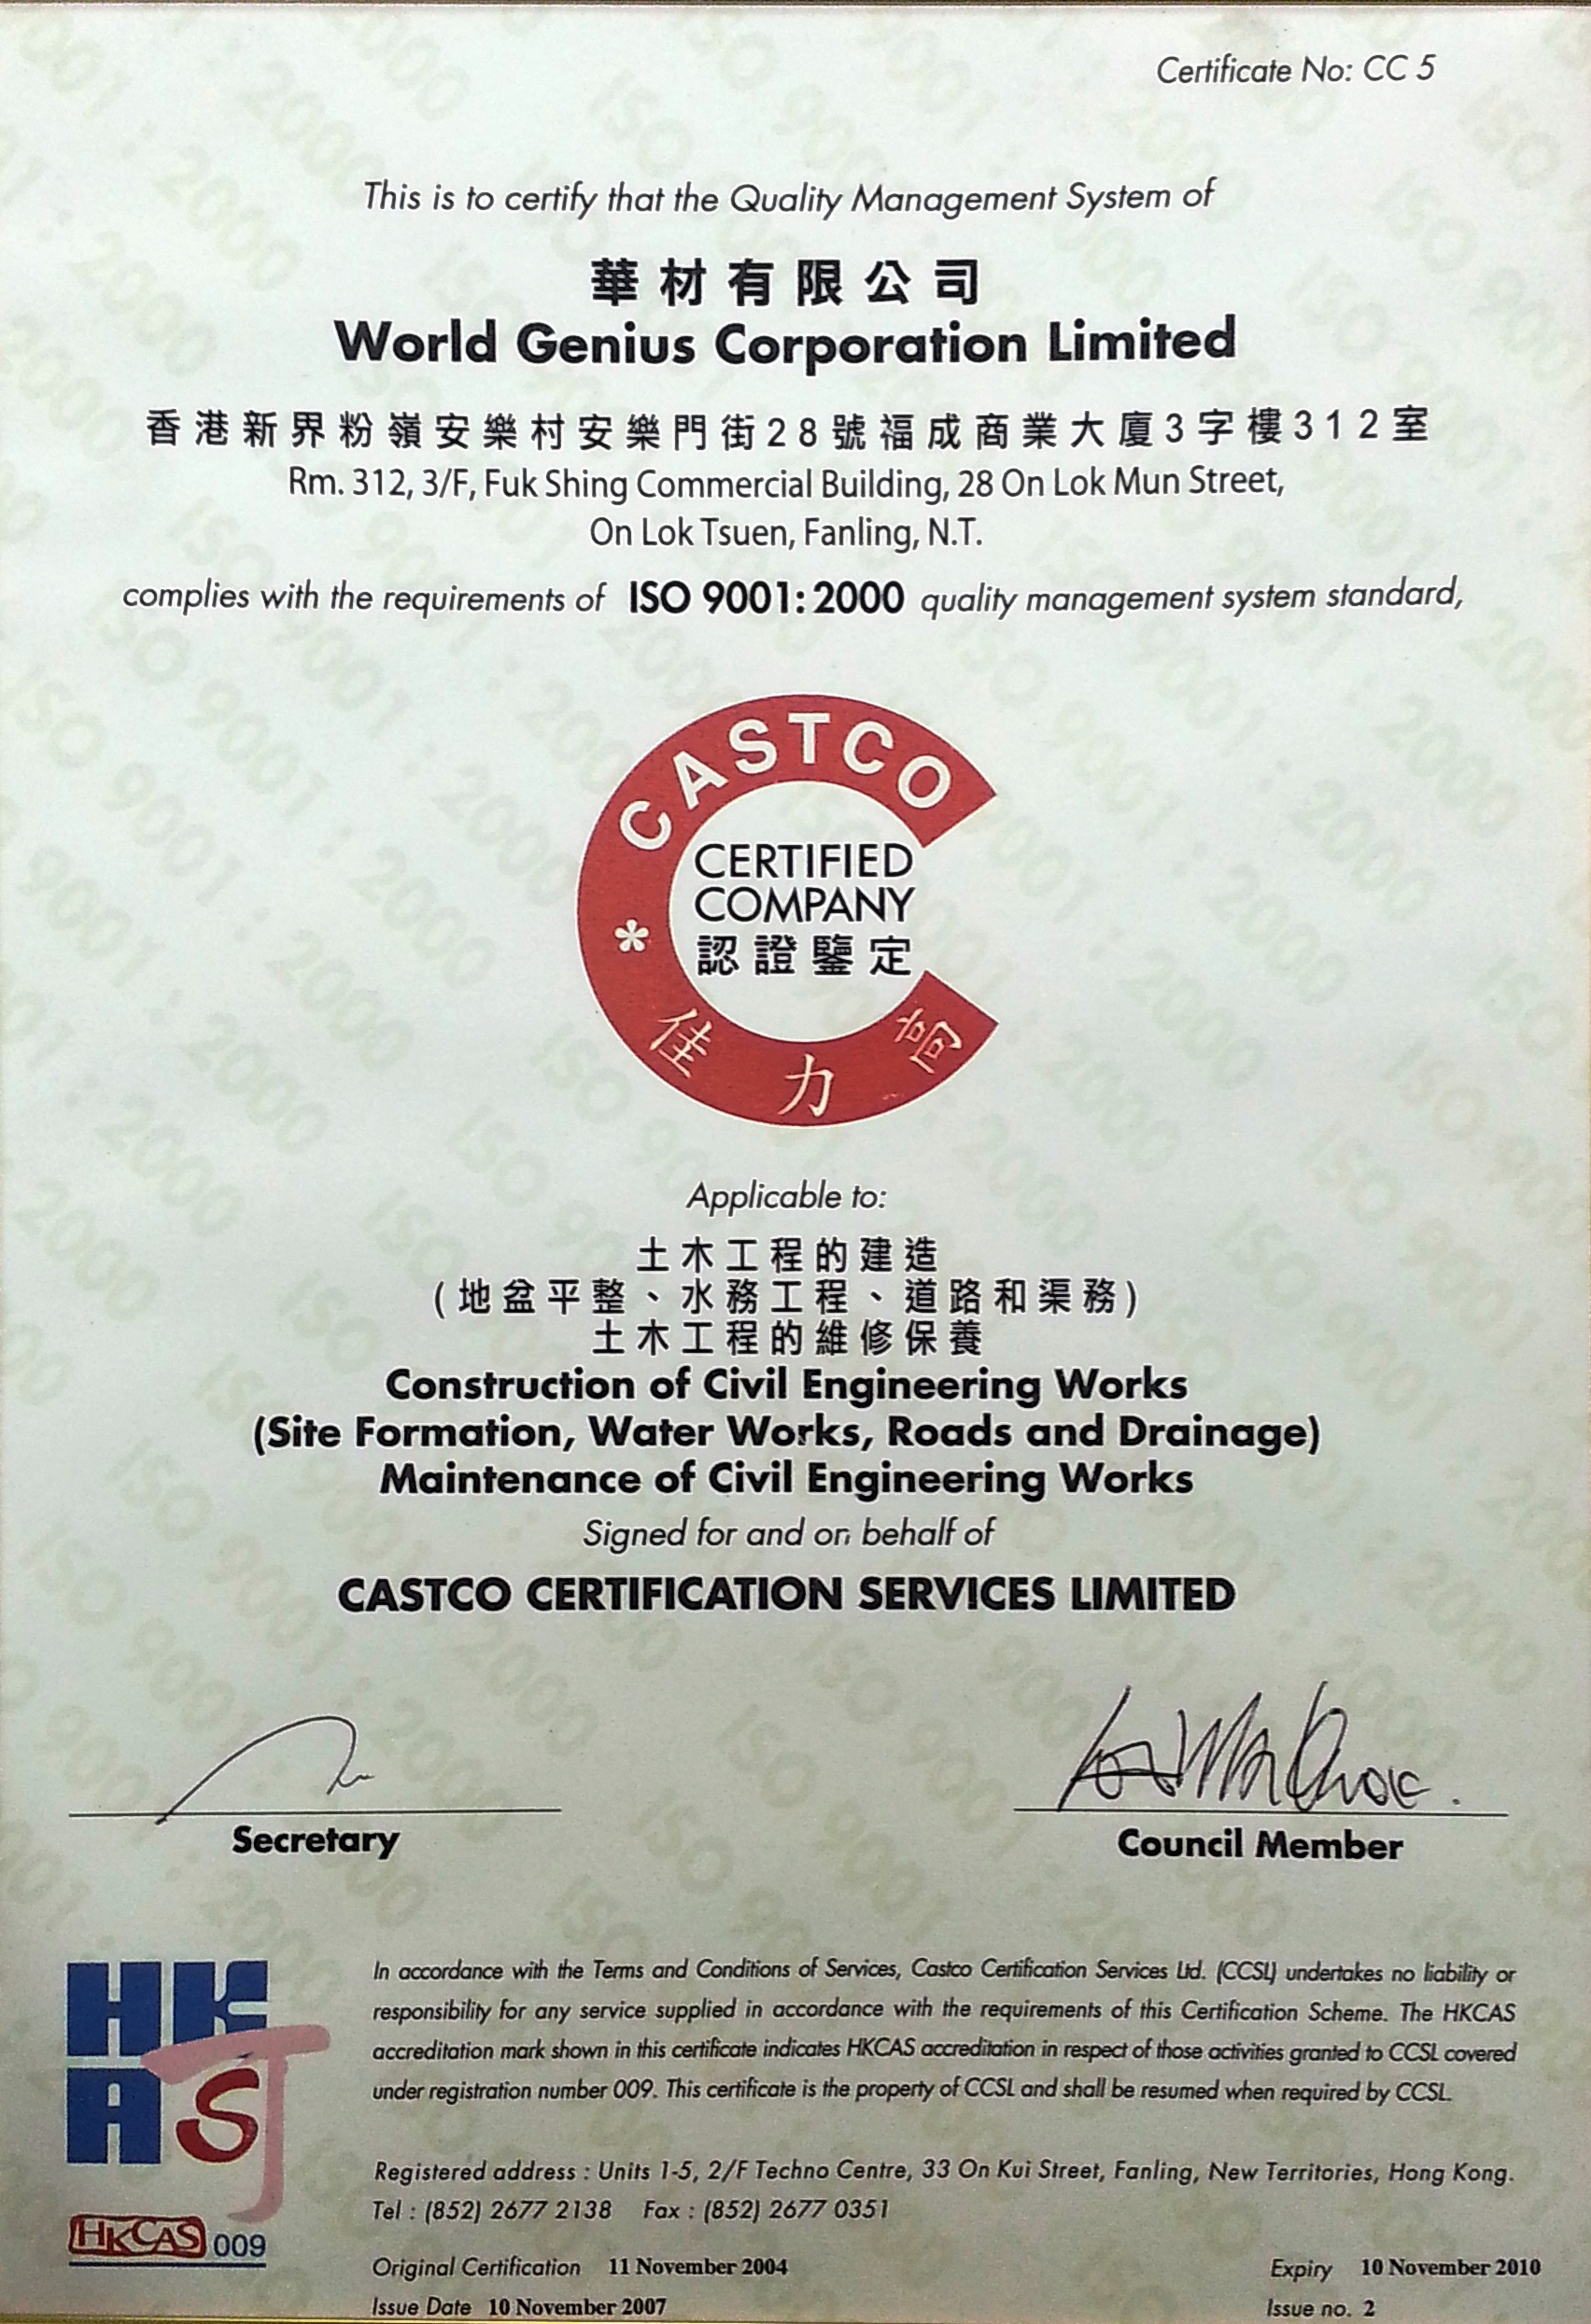 Certificate No: CC 5
This is to certify that the Quality Management System of
華材有限公司
World Genius Corporation Limited
香港新界粉嶺安樂村安樂門街28號福成商業大廈3字樓312室
Rm. 312, 3/F, Fuk Shing Commercial Building, 28 On Lok Mun Street,
On Lok Tsuen, Fanling, N.T.
complies with the requirements of ISO 9001:2000 quality management system standard,
CASTCO
CERTIFIED
COMPANY
認證鑒定
* 佳力高
Applicable to:
土木工程的建造
(地盆平整、水務工程、道路和渠務)
土木工程的維修保養
Construction of Civil Engineering Works
(Site Formation, Water Works, Roads and Drainage)
Maintenance of Civil Engineering Works
Signed for and on behalf of
CASTCO CERTIFICATION SERVICES LIMITED
Secretary
Council Member
HK
AS
HKCAS 009
In accordance with the Terms and Conditions of Services, Castco Certification Services Ltd. (CCSL) undertakes no liability or
responsibility for any service supplied in accordance with the requirements of this Certification Scheme. The HKCAS
accreditation mark shown in this certificate indicates HKCAS accreditation in respect of those activities granted to CCSL covered
under registration number 009. This certificate is the property of CCSL and shall be resumed when required by CCSL.
Registered address : Units 1-5, 2/F Techno Centre, 33 On Kui Street, Fanling, New Territories, Hong Kong.
Tel : (852) 2677 2138 Fax : (852) 2677 0351
Original Certification 11 November 2004 Expiry 10 November 2010
Issue Date 10 November 2007 Issue no. 2